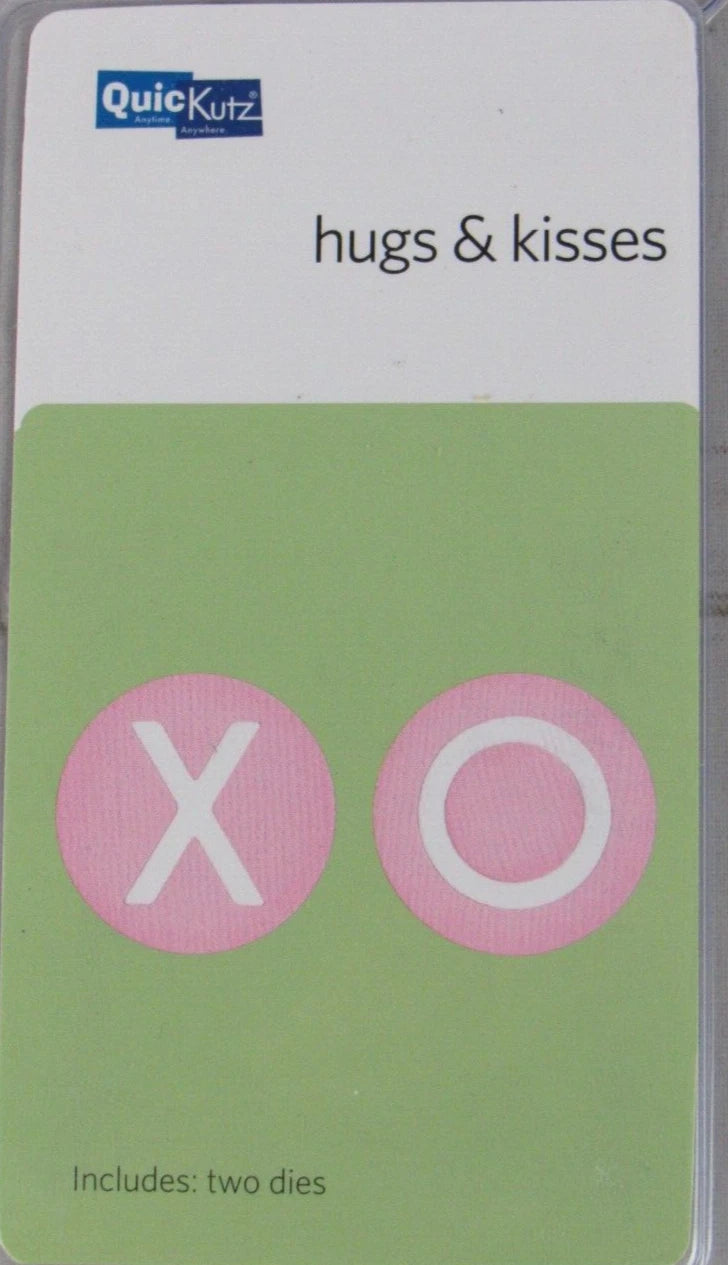 QuicKutz®
Anytime.
Anywhere.
hugs & kisses
X O
Includes: two dies